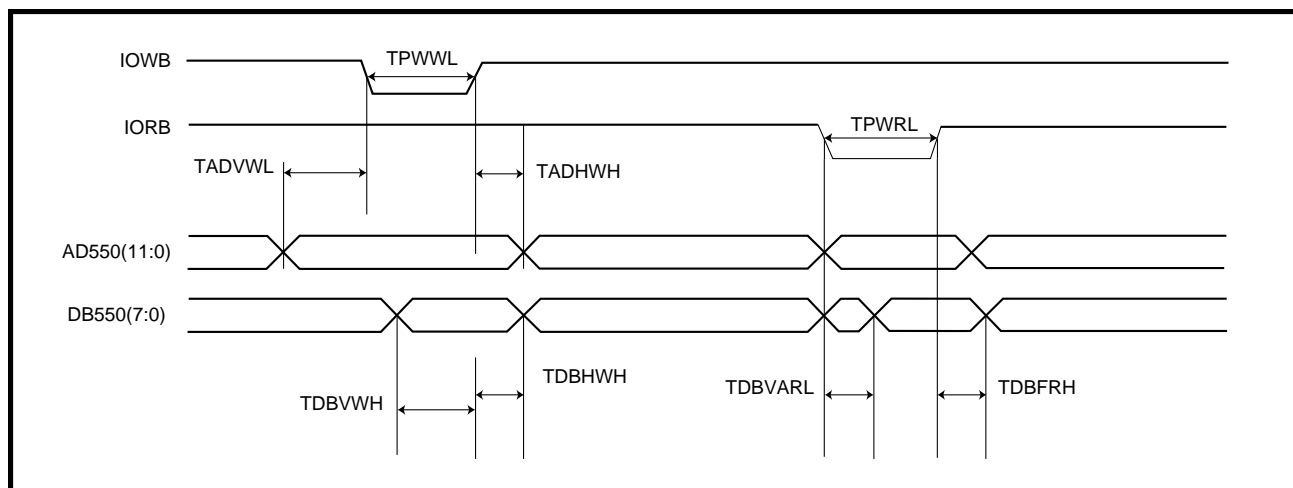 IOWB
TPWWL
IORB
TPWRL
TADVWL
TADHWH
AD550(11:0)
DB550(7:0)
TDBVWH
TDBHWH
TDBVARL
TDBFRH